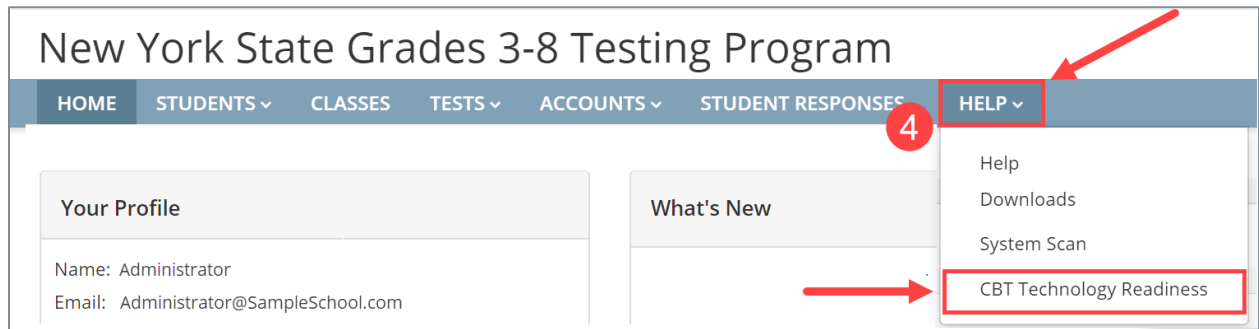 New York State Grades 3-8 Testing Program
HOME STUDENTS CLASSES TESTS ACCOUNTS STUDENT RESPONSES HELP
4
Help
Downloads
System Scan
CBT Technology Readiness
Your Profile
Name: Administrator
Email: Administrator@SampleSchool.com
What's New